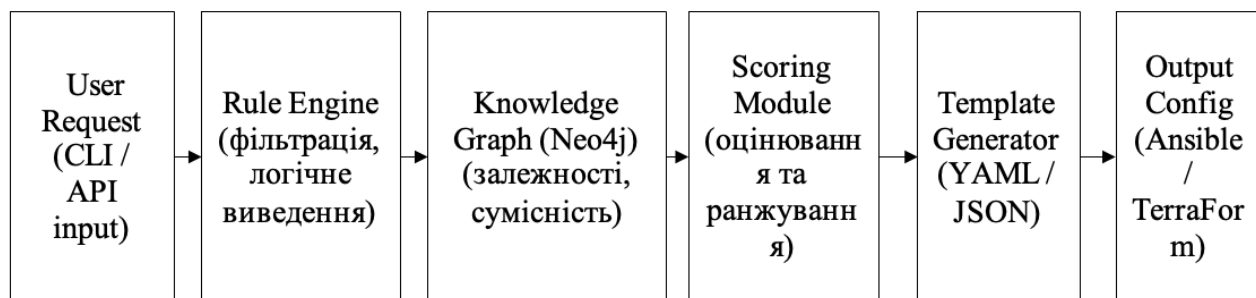 User
Request
(CLI /
API
input)
Rule Engine
(фільтрація,
логічне
виведення)
Knowledge
Graph (Neo4j)
(залежності,
сумісність)
Scoring
Module
(оцінюванн
я та
ранжуванн
я)
Template
Generator
(YAML /
JSON)
Output
Config
(Ansible
/
TerraFor
m)